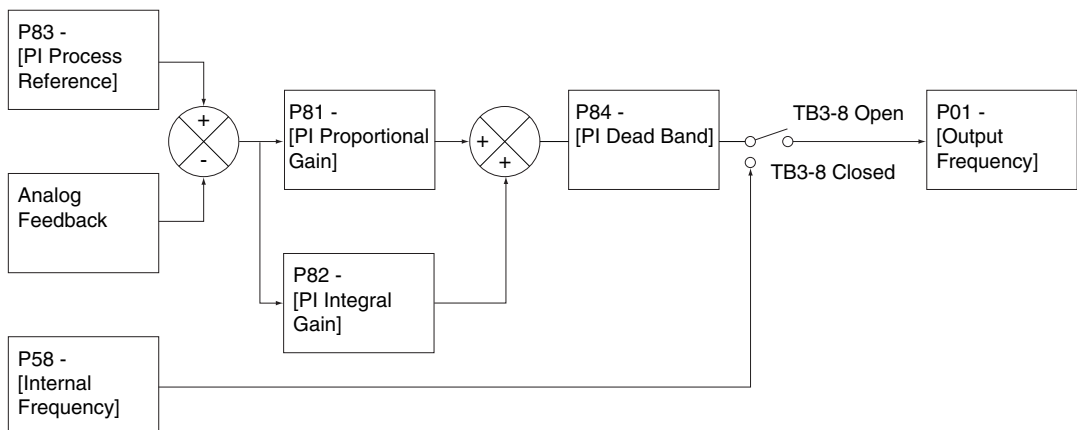 P83 -
[PI Process
Reference]
+
-
Analog
Feedback
P81 -
[PI Proportional
Gain]
+
+
P82 -
[PI Integral
Gain]
P84 -
[PI Dead Band]
TB3-8 Open
TB3-8 Closed
P01 -
[Output
Frequency]
P58 -
[Internal
Frequency]